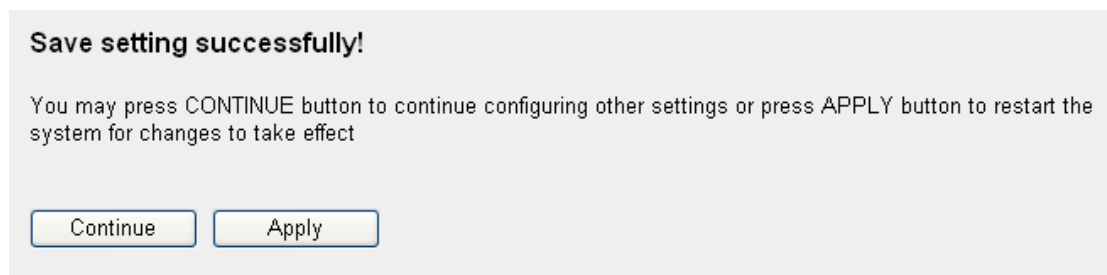 Save setting successfully!
You may press CONTINUE button to continue configuring other settings or press APPLY button to restart the
system for changes to take effect
Continue Apply